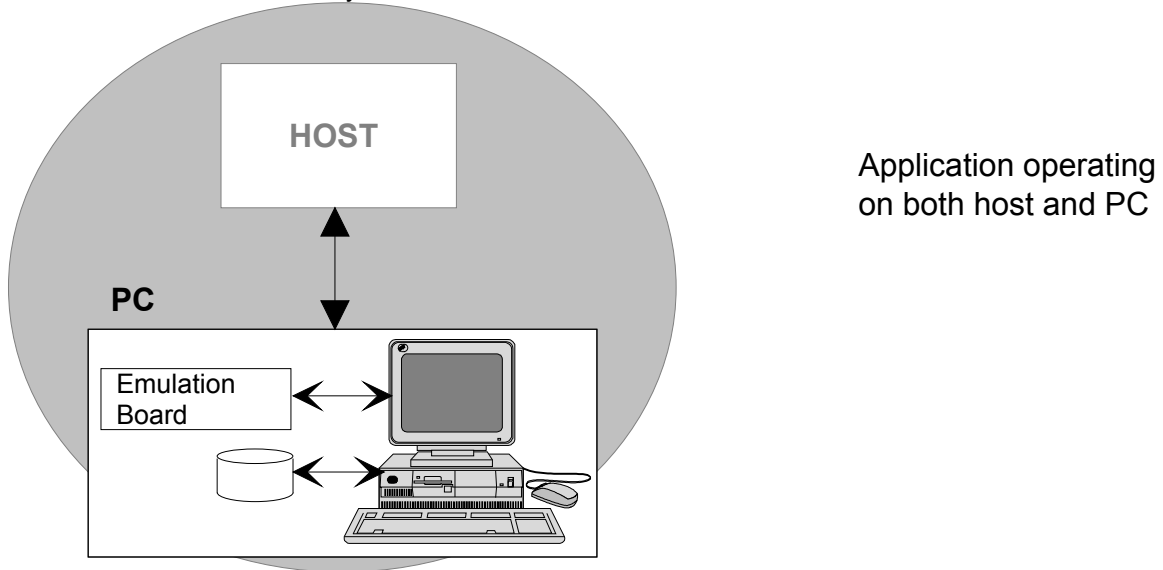 HOST
Application operating
on both host and PC
PC
Emulation
Board